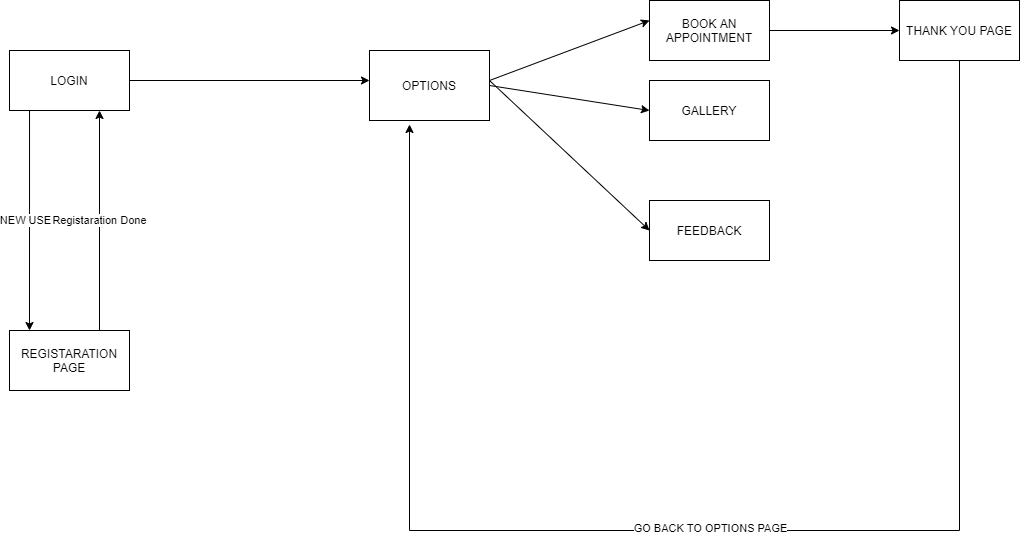 BOOK AN
APPOINTMENT
THANK YOU PAGE
LOGIN
OPTIONS
GALLERY
NEW USE
Registaration Done
FEEDBACK
REGISTARATION
PAGE
GO BACK TO OPTIONS PAGE